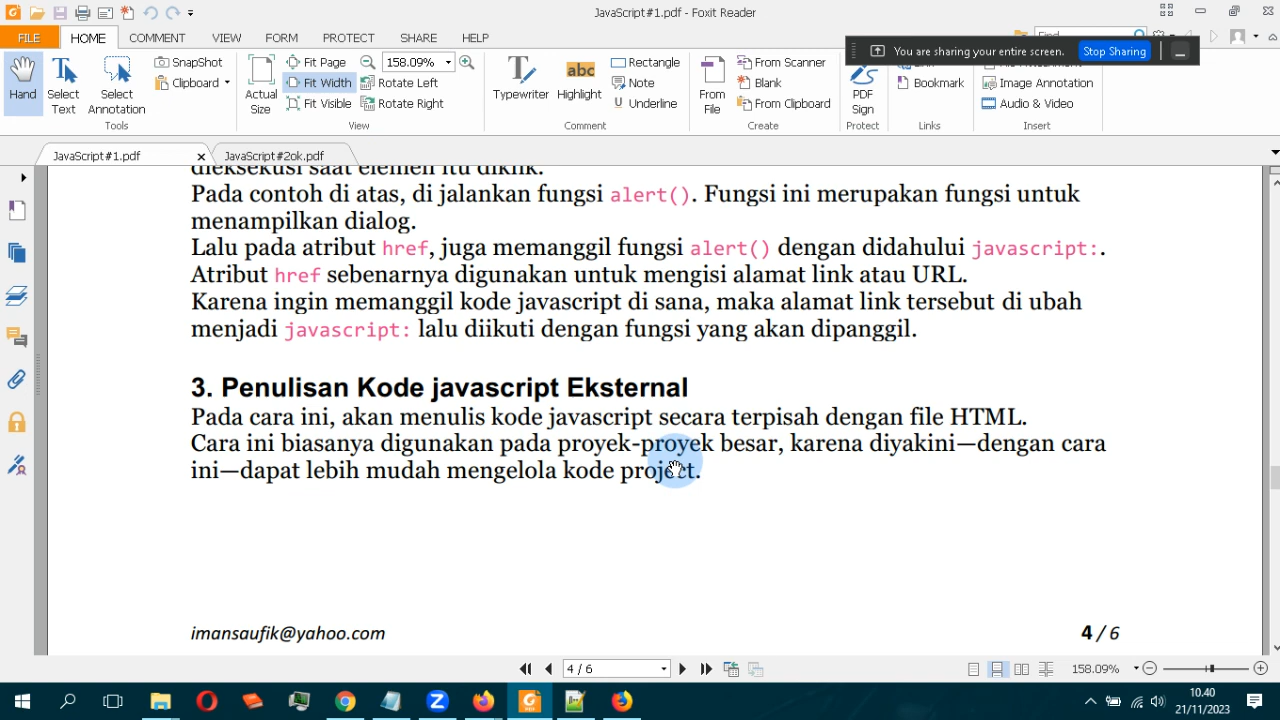 JavaScript#1.pdf - Foxit Reader
FILE HOME COMMENT VIEW FORM PROTECT SHARE HELP
Find
You are sharing your entire screen. Stop Sharing
Hand
Select Text
Select Annotation
SnapShot
Clipboard
Tools
Actual Size
Fit Page
Fit Width
Fit Visible
158.09%
Rotate Left
Rotate Right
View
Typewriter
Highlight
Rectangle
Note
Underline
Comment
From File
From Scanner
Blank
From Clipboard
Create
PDF Sign
Protect
Bookmark
Links
Image Annotation
Audio & Video
Insert
JavaScript#1.pdf
JavaScript#2ok.pdf
dieksekusi saat elemen itu diklik.
Pada contoh di atas, di jalankan fungsi alert(). Fungsi ini merupakan fungsi untuk
menampilkan dialog.
Lalu pada atribut href, juga memanggil fungsi alert() dengan didahului javascript:.
Atribut href sebenarnya digunakan untuk mengisi alamat link atau URL.
Karena ingin memanggil kode javascript di sana, maka alamat link tersebut di ubah
menjadi javascript: lalu diikuti dengan fungsi yang akan dipanggil.
3. Penulisan Kode javascript Eksternal
Pada cara ini, akan menulis kode javascript secara terpisah dengan file HTML.
Cara ini biasanya digunakan pada proyek-proyek besar, karena diyakini—dengan cara
ini—dapat lebih mudah mengelola kode project.
imansaufik@yahoo.com
4 / 6
4 / 6
158.09%
10.40
21/11/2023